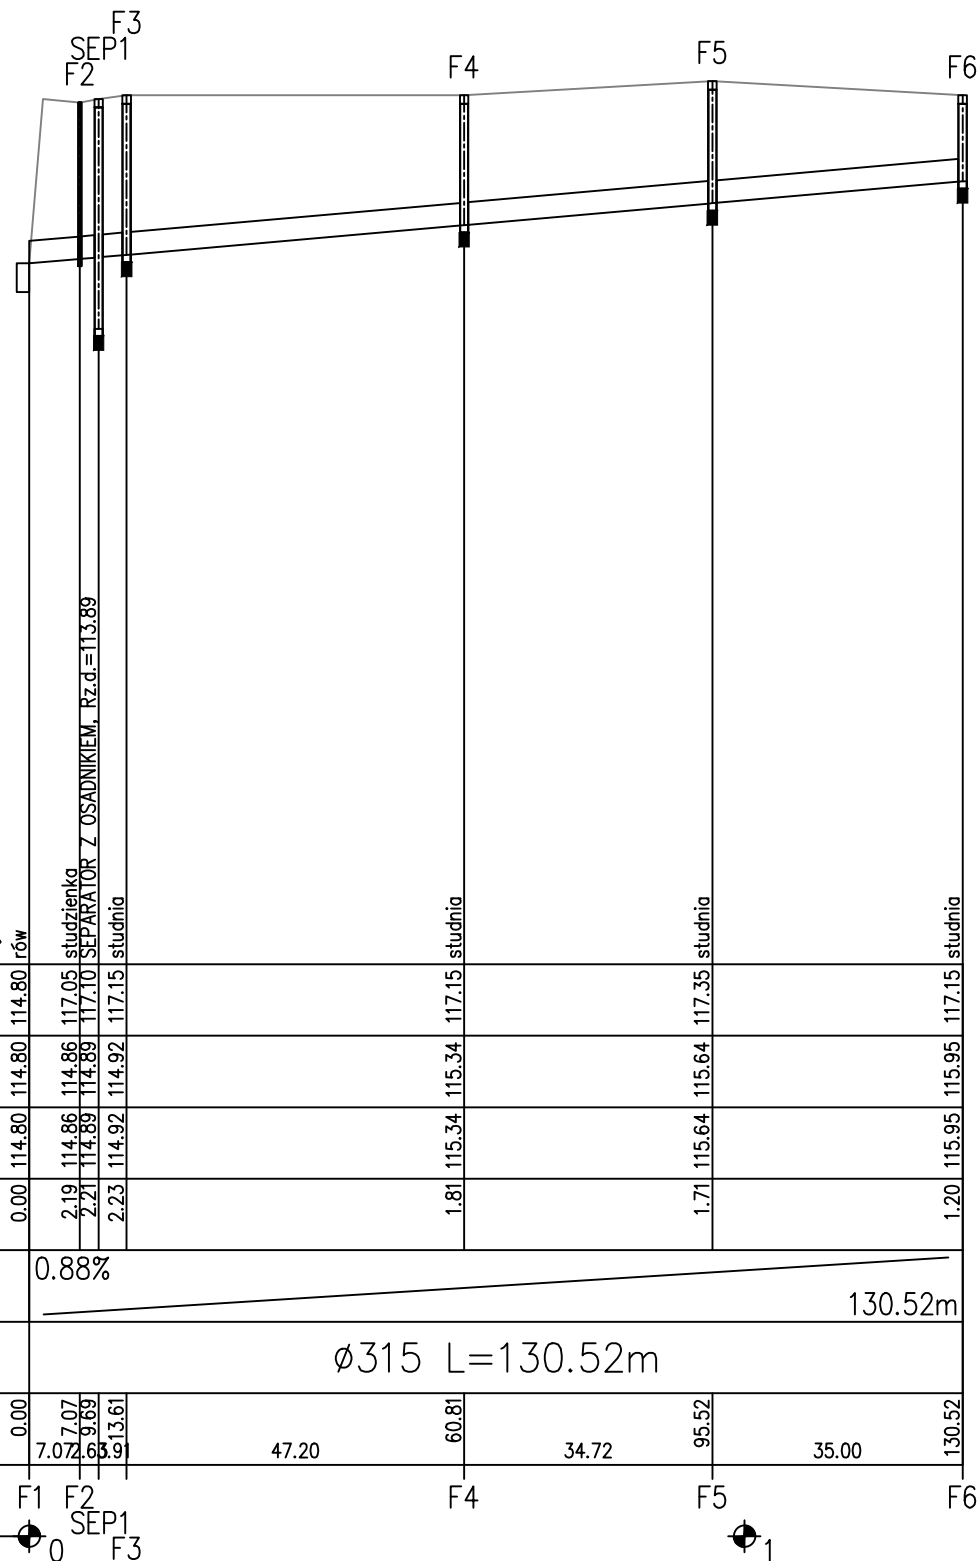 F3
SEP1
F2
F4
F5
F6
rów
studzienka
SEPARATOR Z OSADNIKIEM, Rz.d.=113.89
studnia
studnia
studnia
studnia
114.80 117.05 117.10 117.15 117.15 117.35 117.15
114.80 114.86 114.89 114.92 115.34 115.64 115.95
114.80 114.86 114.89 114.92 115.34 115.64 115.95
0.00 2.19 2.21 2.23 1.81 1.71 1.20
0.88%
130.52m
ø315 L=130.52m
0.00 7.07 9.69 13.61 60.81 95.52 130.52
7.07 2.63 3.91 47.20 34.72 35.00
F1 F2 F4 F5 F6
SEP1
F3
0 1